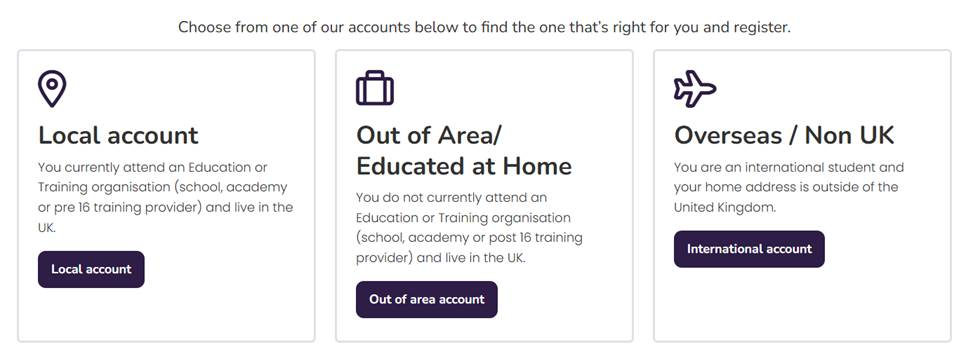 Choose from one of our accounts below to find the one that's right for you and register.
Local account
You currently attend an Education or
Training organisation (school, academy
or pre 16 training provider) and live in the
UK.
Local account
Out of Area/
Educated at Home
You do not currently attend an
Education or Training organisation
(school, academy or post 16 training
provider) and live in the UK.
Out of area account
Overseas / Non UK
You are an international student and
your home address is outside of the
United Kingdom.
International account